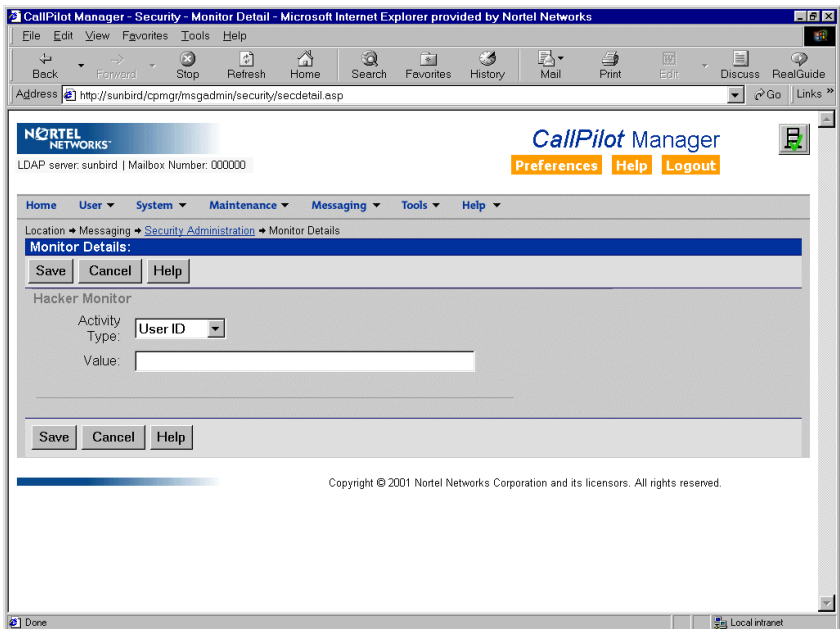 CallPilot Manager - Security - Monitor Detail - Microsoft Internet Explorer provided by Nortel Networks
File Edit View Favorites Tools Help
Back Forward Stop Refresh Home Search Favorites History Mail Print Edit Discuss RealGuide
Address http://sunbird/cpmgr/msgadmin/security/secdetail.asp Go Links »
NORTEL
NETWORKS™
CallPilot Manager
LDAP server: sunbird | Mailbox Number: 000000
Preferences Help Logout
Home User System Maintenance Messaging Tools Help
Location → Messaging → Security Administration → Monitor Details
Monitor Details:
Save Cancel Help
Hacker Monitor
Activity
Type: User ID
Value:
Save Cancel Help
Copyright © 2001 Nortel Networks Corporation and its licensors. All rights reserved.
Done Local intranet